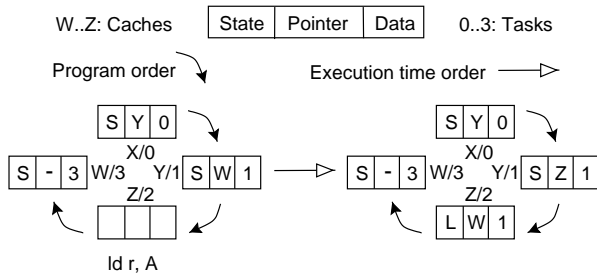 W..Z: Caches State Pointer Data 0..3: Tasks
Program order Execution time order
S Y 0 S Y 0
X/0 X/0
S - 3 W/3 Y/1 S W 1 S - 3 W/3 Y/1 S Z 1
Z/2 Z/2
L W 1
ld r, A